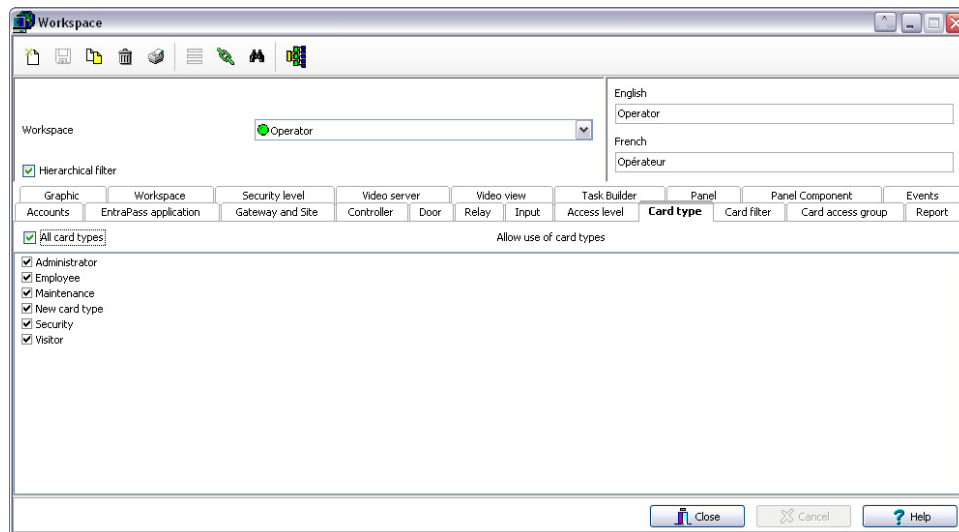 Workspace
English
Operator
Workspace
Operator
French
Opérateur
Hierarchical filter
Graphic Workspace Security level Video server Video view Task Builder Panel Panel Component Events
Accounts EntraPass application Gateway and Site Controller Door Relay Input Access level Card type Card filter Card access group Report
All card types Allow use of card types
Administrator
Employee
Maintenance
New card type
Security
Visitor
Close Cancel Help